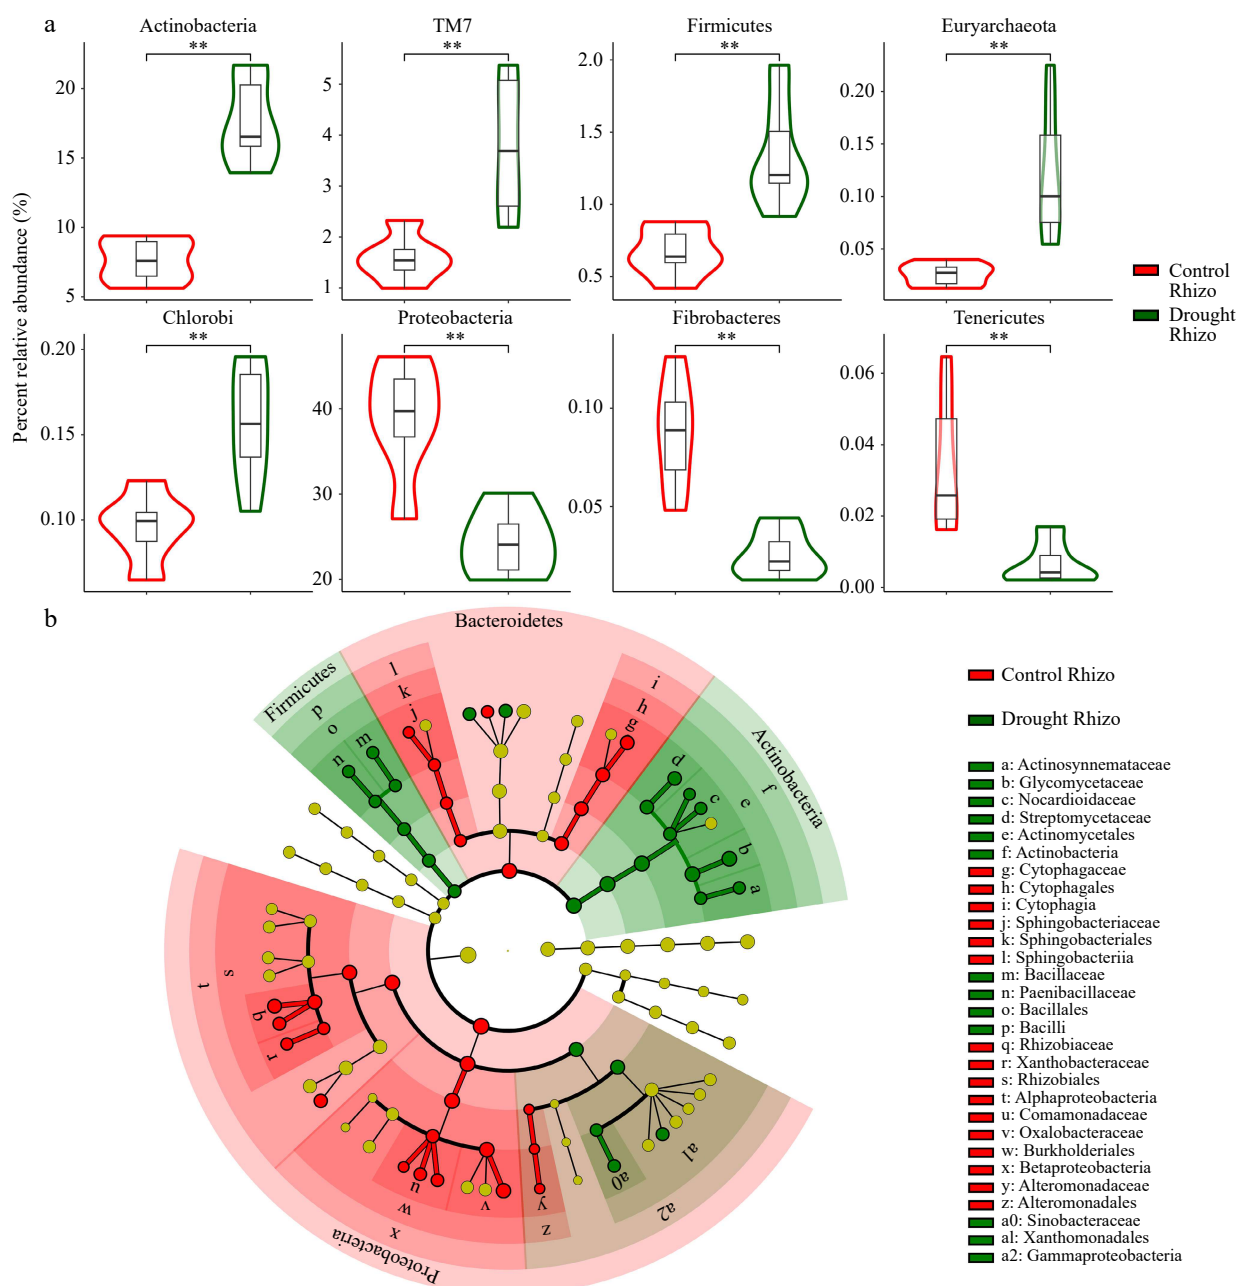 a
Actinobacteria
TM7
Firmicutes
Euryarchaeota
**
**
**
**
20
15
10
5
5
4
3
2
1
2.0
1.5
1.0
0.5
0.20
0.15
0.10
0.05
Percent relative abundance (%)
Control
Rhizo
Drought
Rhizo
Chlorobi
Proteobacteria
Fibrobacteres
Tenericutes
**
**
**
**
0.20
0.15
0.10
40
30
20
0.10
0.05
0.06
0.04
0.02
0.00
b
Bacteroidetes
Firmicutes
Actinobacteria
Proteobacteria
l
k
j
i
h
g
p
o
m
n
d
c
e
f
b
a
t
s
q
r
u
w
x
v
y
z
a0
a1
a2
Control Rhizo
Drought Rhizo
a: Actinosynnemataceae
b: Glycomycetaceae
c: Nocardioidaceae
d: Streptomycetaceae
e: Actinomycetales
f: Actinobacteria
g: Cytophagaceae
h: Cytophagales
i: Cytophagia
j: Sphingobacteriaceae
k: Sphingobacteriales
l: Sphingobacteriia
m: Bacillaceae
n: Paenibacillaceae
o: Bacillales
p: Bacilli
q: Rhizobiaceae
r: Xanthobacteraceae
s: Rhizobiales
t: Alphaproteobacteria
u: Comamonadaceae
v: Oxalobacteraceae
w: Burkholderiales
x: Betaproteobacteria
y: Alteromonadaceae
z: Alteromonadales
a0: Sinobacteraceae
al: Xanthomonadales
a2: Gammaproteobacteria